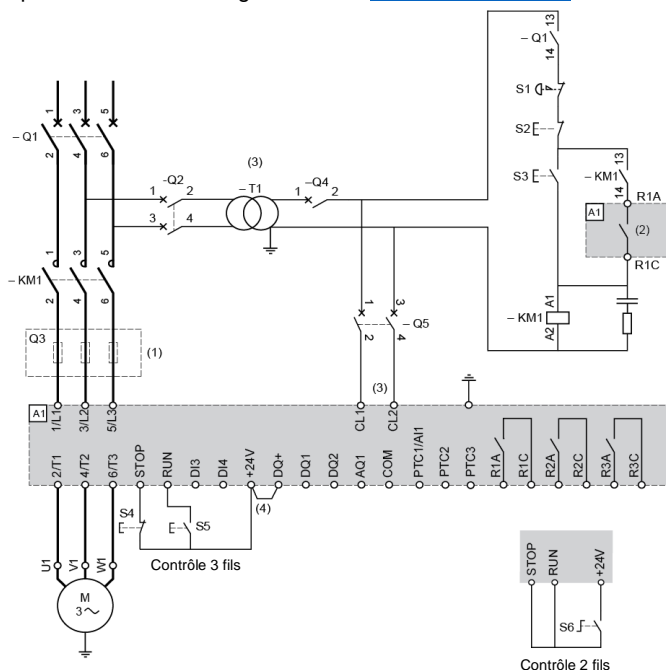 13
– Q1
14
S1
S2
S3
13
– KM1
14
R1A
A1
(2)
R1C
A1
– KM1
A2
1
3
5
– Q1
2
4
6
(3)
-Q2
1
2
3
4
– T1
–Q4
1
2
1
3
5
– KM1
2
4
6
1
3
– Q5
2
4
Q3
(1)
(3)
A1
1/L1
3/L2
5/L3
CL1
CL2
2/T1
4/T2
6/T3
STOP
RUN
DI3
DI4
+24V
DQ+
DQ1
DQ2
AQ1
COM
PTC1/AI1
PTC2
PTC3
R1A
R1C
R2A
R2C
R3A
R3C
S4
S5
(4)
Contrôle 3 fils
U1
V1
W1
M
3
STOP
RUN
+24V
S6
Contrôle 2 fils